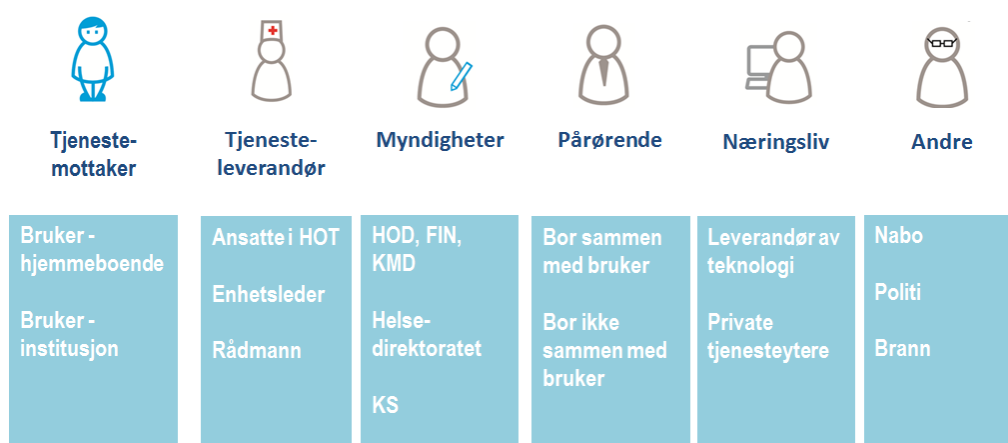 Tjeneste-
mottaker
Tjeneste-
leverandør
Myndigheter
Pårørende
Næringsliv
Andre
Bruker -
hjemmeboende
Bruker -
institusjon
Ansatte i HOT
Enhetsleder
Rådmann
HOD, FIN,
KMD
Helse-
direktoratet
KS
Bor sammen
med bruker
Bor ikke
sammen med
bruker
Leverandør av
teknologi
Private
tjenesteytere
Nabo
Politi
Brann